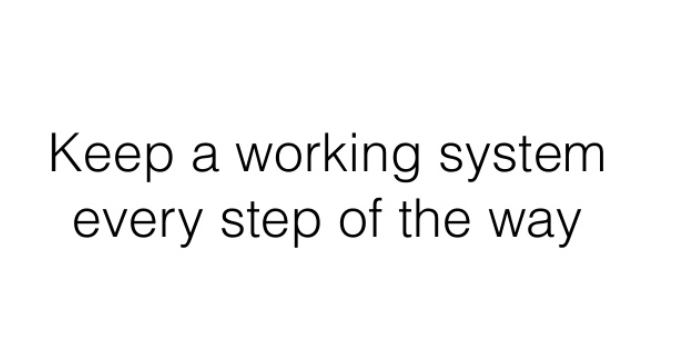 Keep a working system
every step of the way